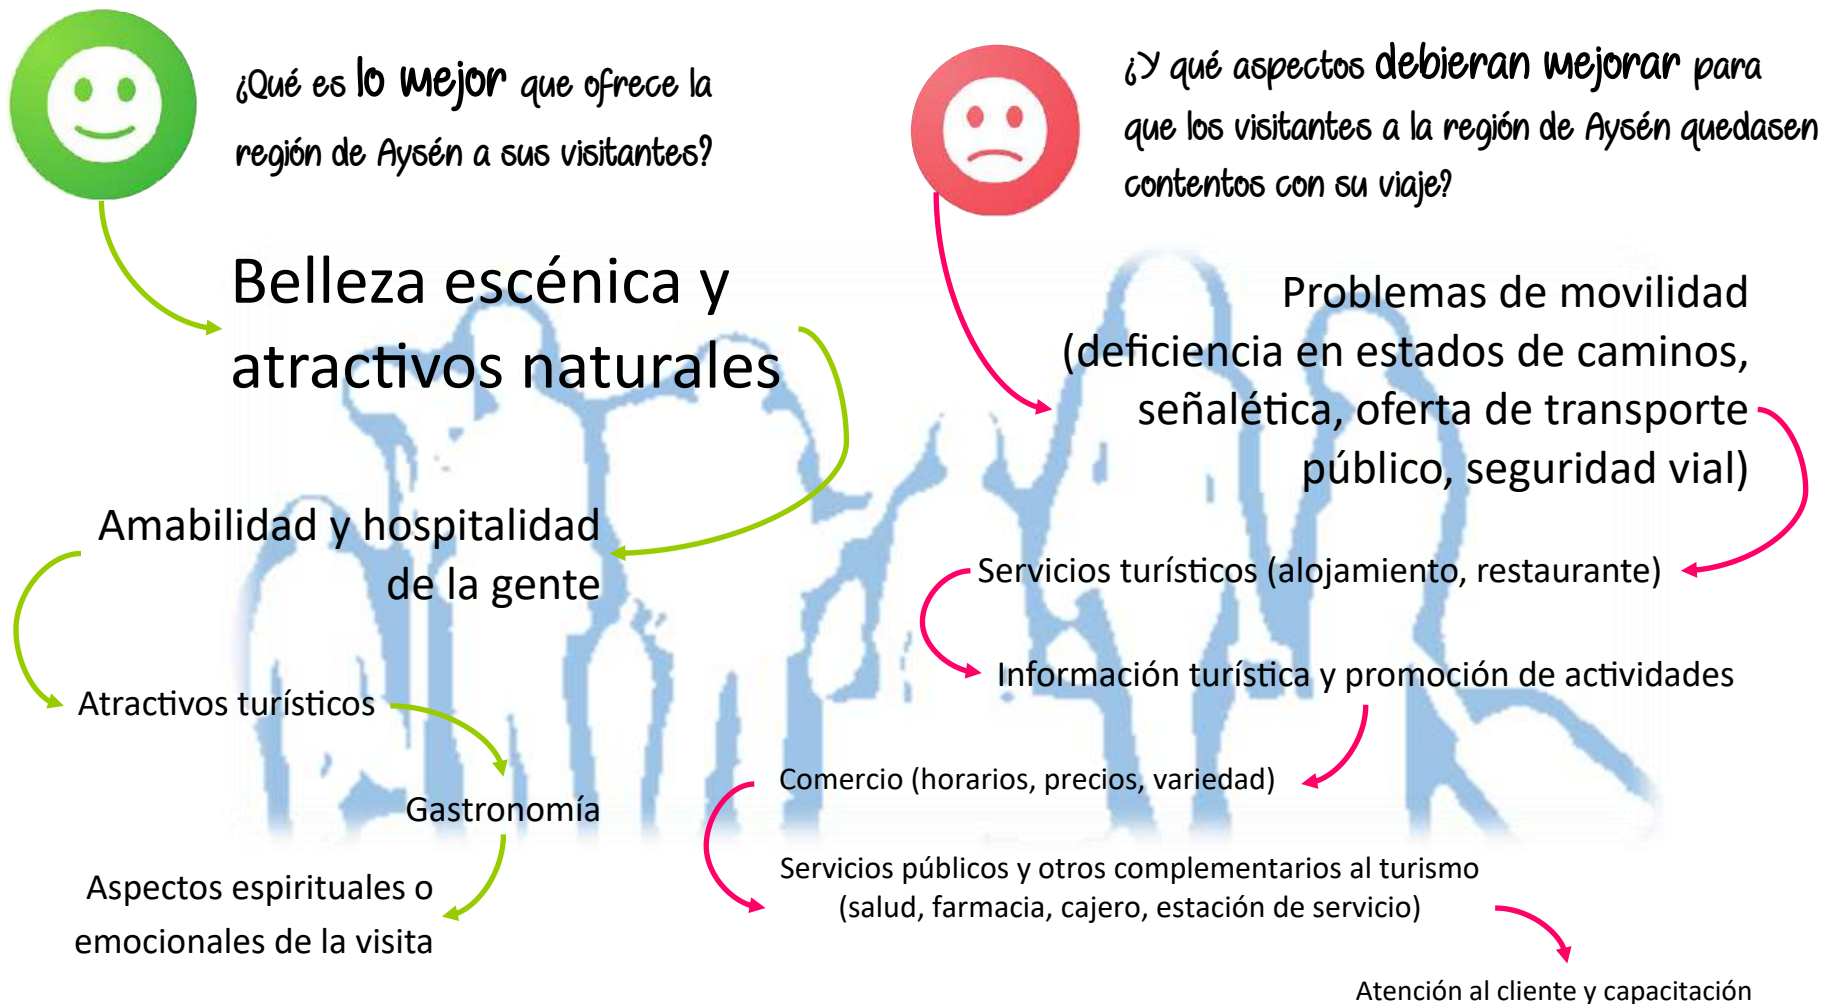 ¿Qué es lo mejor que ofrece la
región de Aysén a sus visitantes?
Belleza escénica y
atractivos naturales
Amabilidad y hospitalidad
de la gente
Atractivos turísticos
Gastronomía
Aspectos espirituales o
emocionales de la visita
¿Y qué aspectos debieran mejorar para
que los visitantes a la región de Aysén quedasen
contentos con su viaje?
Problemas de movilidad
(deficiencia en estados de caminos,
señalética, oferta de transporte
público, seguridad vial)
Servicios turísticos (alojamiento, restaurante)
Información turística y promoción de actividades
Comercio (horarios, precios, variedad)
Servicios públicos y otros complementarios al turismo
(salud, farmacia, cajero, estación de servicio)
Atención al cliente y capacitación